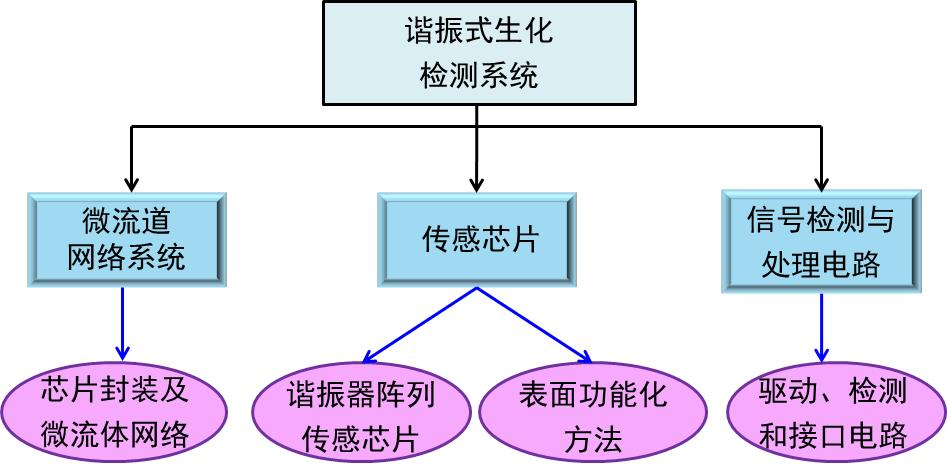 谐振式生化
检测系统
微流道
网络系统
传感芯片
信号检测与
处理电路
芯片封装及
微流体网络
谐振器阵列
传感芯片
表面功能化
方法
驱动、检测
和接口电路